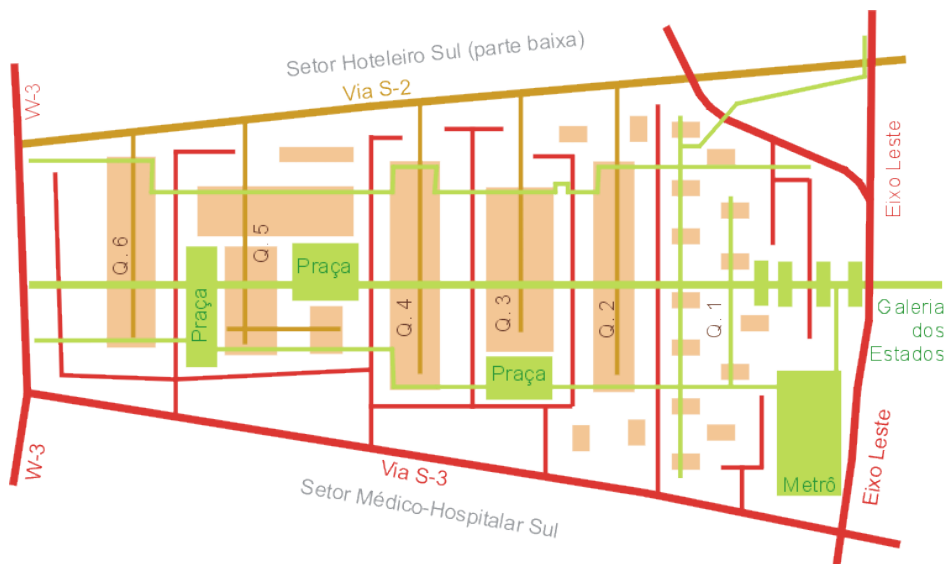 Setor Hoteleiro Sul (parte baixa)
Via S-2
W-3
Eixo Leste
Q. 6
Q. 5
Praça
Praça
Q. 4
Q. 3
Q. 2
Q. 1
Galeria
dos
Estados
Praça
W-3
Via S-3
Metrô
Eixo Leste
Setor Médico-Hospitalar Sul